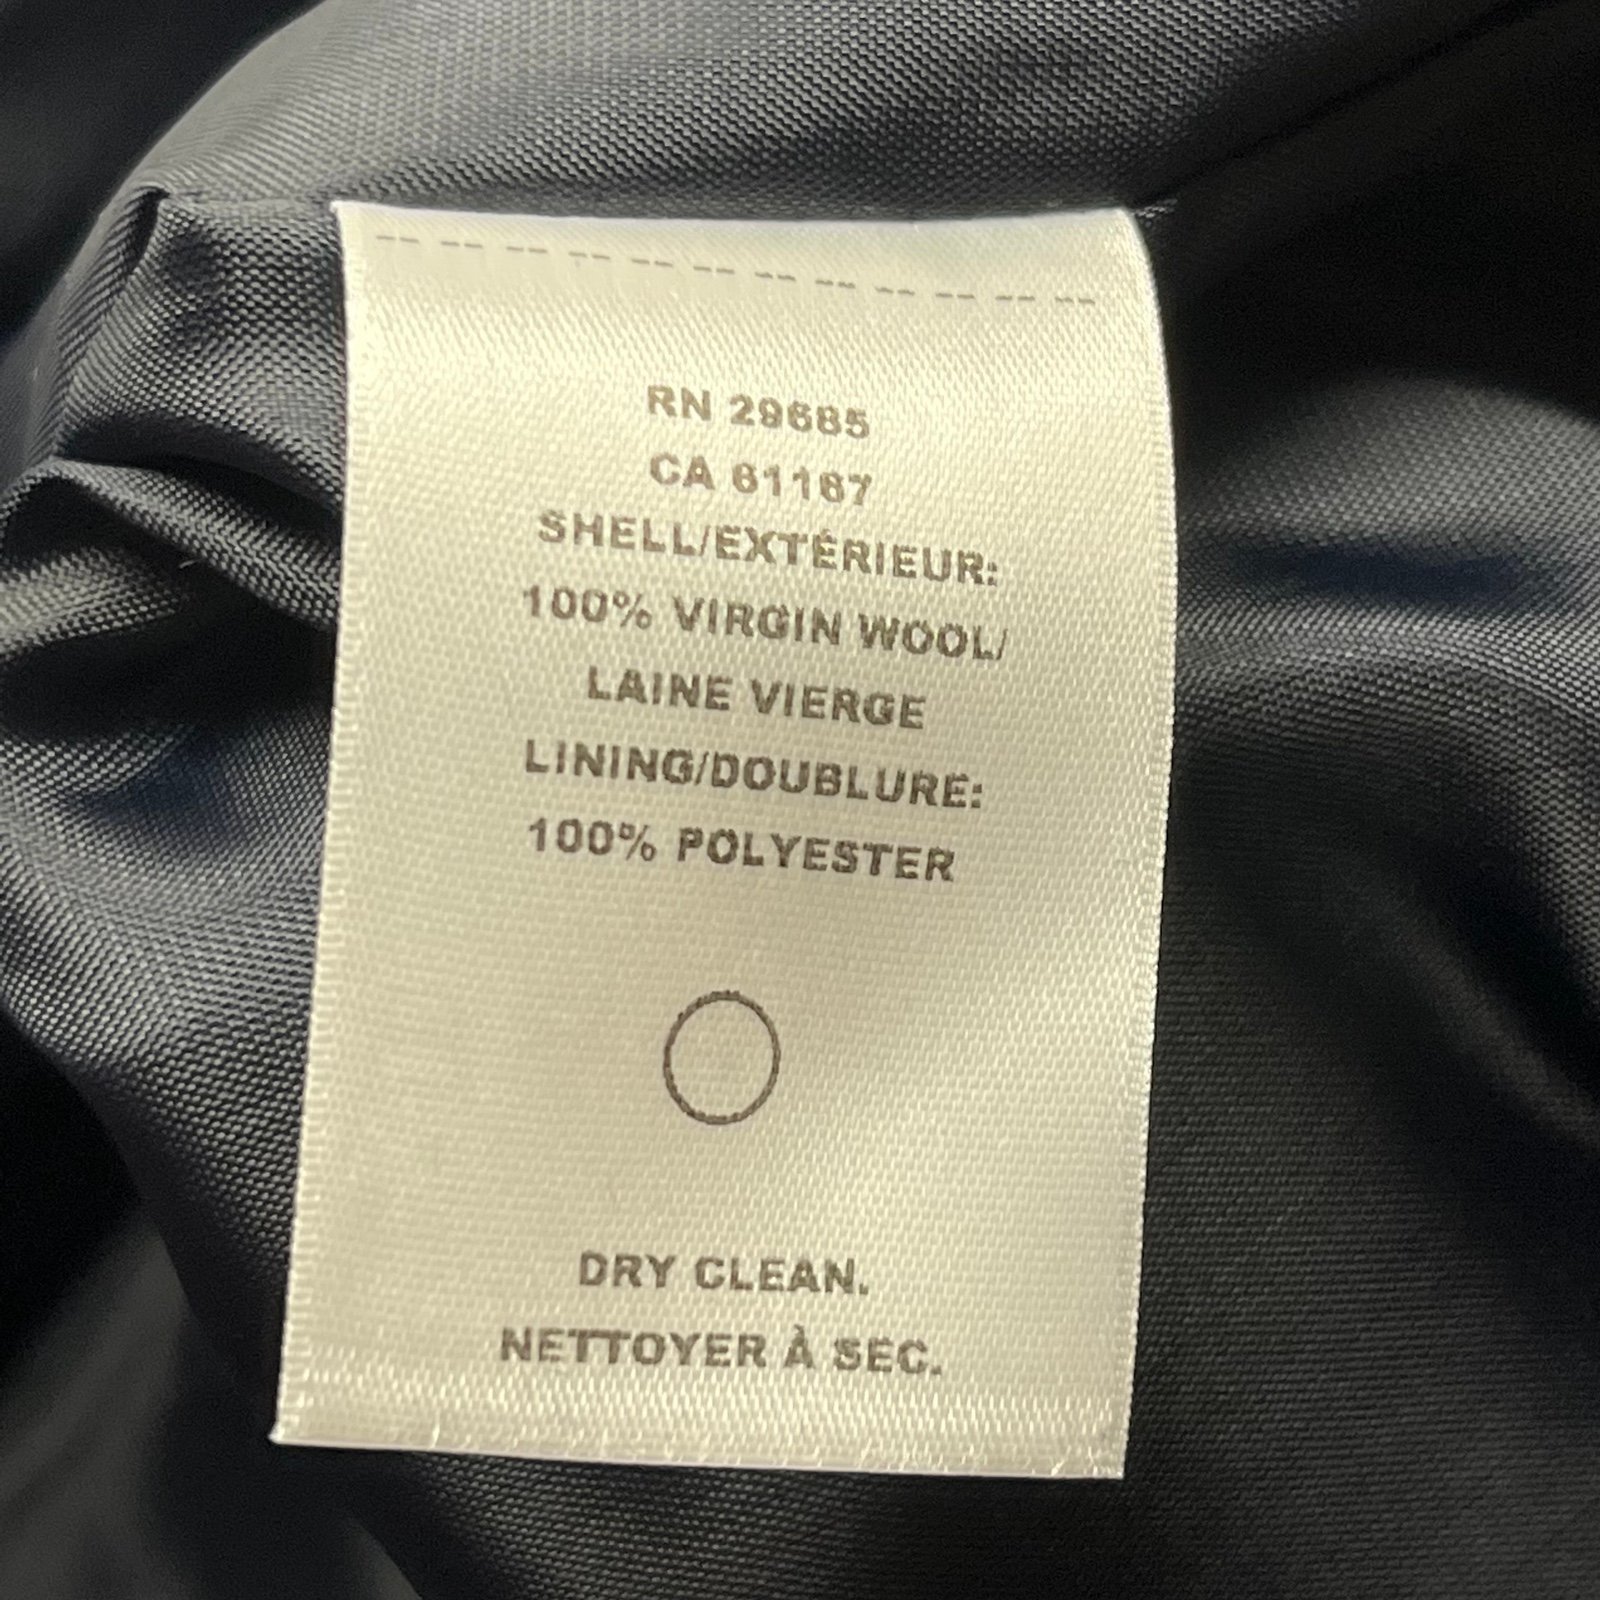 RN 29685
CA 61167
SHELL/EXTÉRIEUR:
100% VIRGIN WOOL/
LAINE VIERGE
LINING/DOUBLURE:
100% POLYESTER
DRY CLEAN.
NETTOYER À SEC.